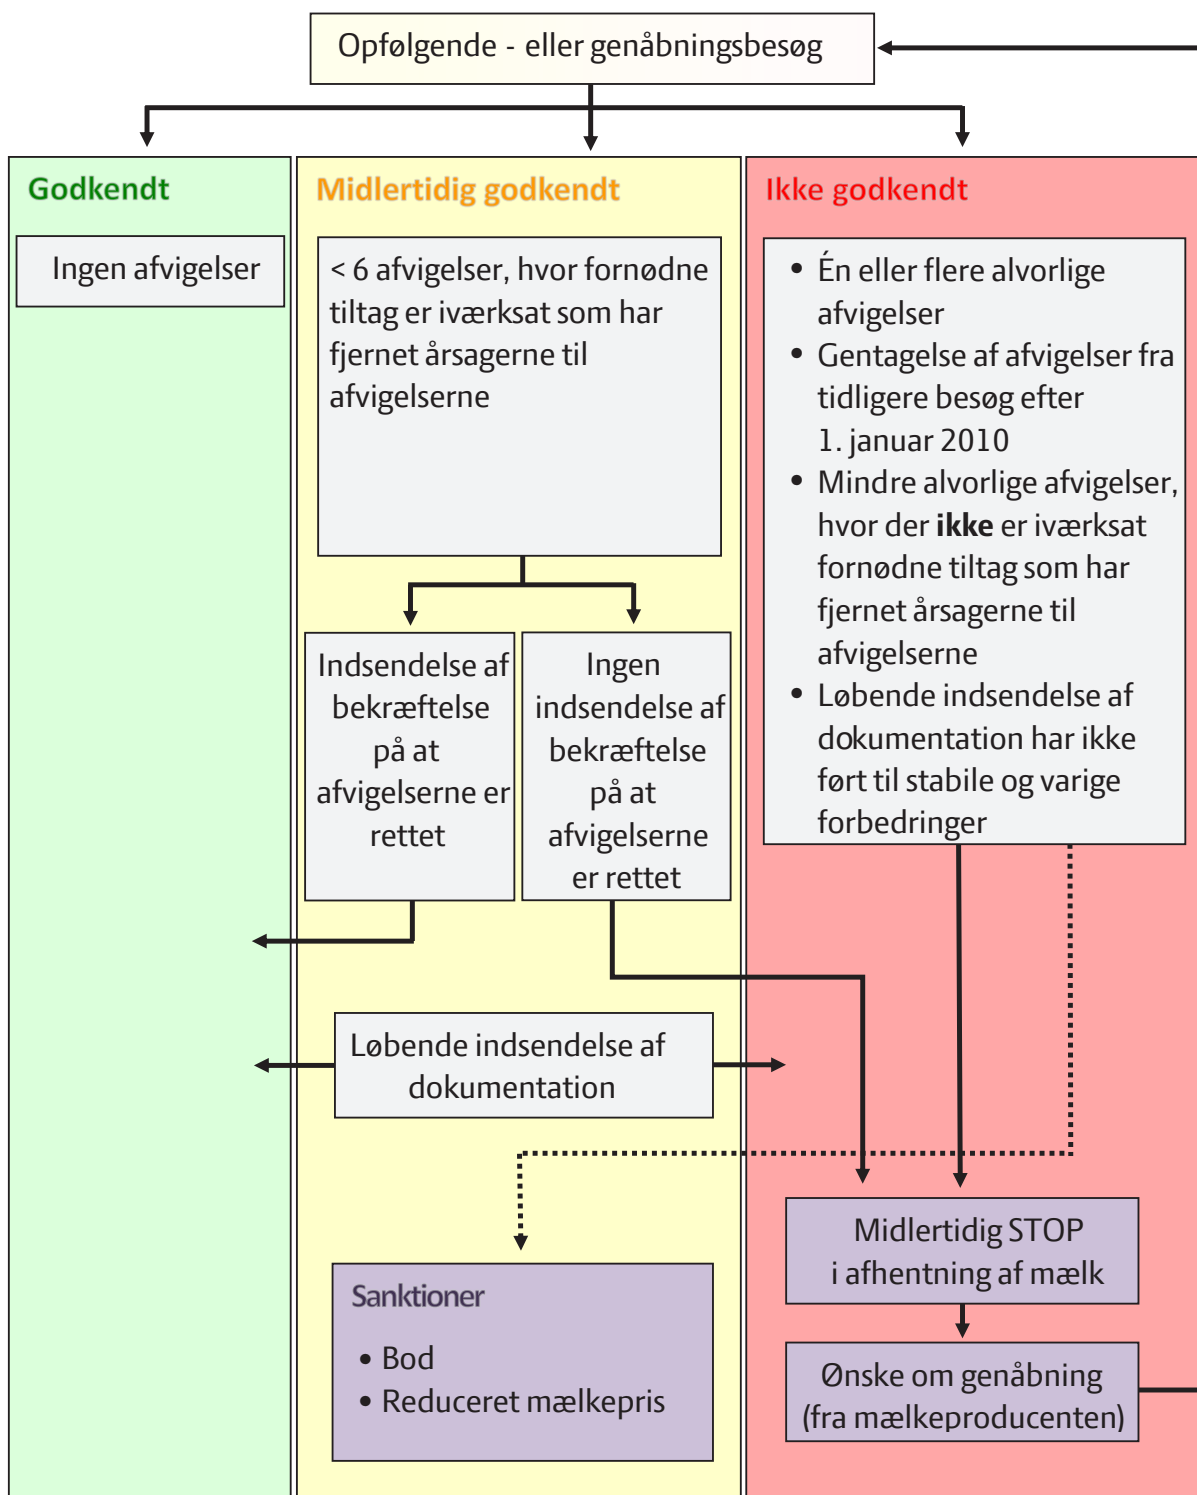 Opfølgende - eller genåbningsbesøg
Godkendt
Ingen afvigelser
Midlertidig godkendt
< 6 afvigelser, hvor fornødne
tiltag er iværksat som har
fjernet årsagerne til
afvigelserne
Indsendelse af
bekræftelse
på at
afvigelserne er
rettet
Ingen
indsendelse af
bekræftelse
på at
afvigelserne
er rettet
Løbende indsendelse af
dokumentation
Sanktioner
• Bod
• Reduceret mælkepris
Ikke godkendt
• Én eller flere alvorlige
afvigelser
• Gentagelse af afvigelser fra
tidligere besøg efter
1. januar 2010
• Mindre alvorlige afvigelser,
hvor der ikke er iværksat
fornødne tiltag som har
fjernet årsagerne til
afvigelserne
• Løbende indsendelse af
dokumentation har ikke
ført til stabile og varige
forbedringer
Midlertidig STOP
i afhentning af mælk
Ønske om genåbning
(fra mælkeproducenten)